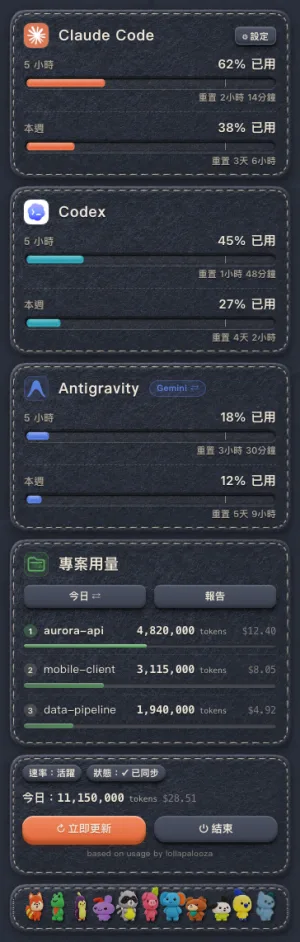 Claude Code
⚙ 設定
5 小時
62% 已用
重置 2小時 14分鐘
本週
38% 已用
重置 3天 6小時
Codex
5 小時
45% 已用
重置 1小時 48分鐘
本週
27% 已用
重置 4天 2小時
Antigravity
Gemini ⇄
5 小時
18% 已用
重置 3小時 30分鐘
本週
12% 已用
重置 5天 9小時
專案用量
今日 ⇄
報告
1 aurora-api 4,820,000 tokens $12.40
2 mobile-client 3,115,000 tokens $8.05
3 data-pipeline 1,940,000 tokens $4.92
速率：活躍
狀態：✓ 已同步
今日：11,150,000 tokens $28.51
↻ 立即更新
⏻ 結束
based on usage by lollapalooza